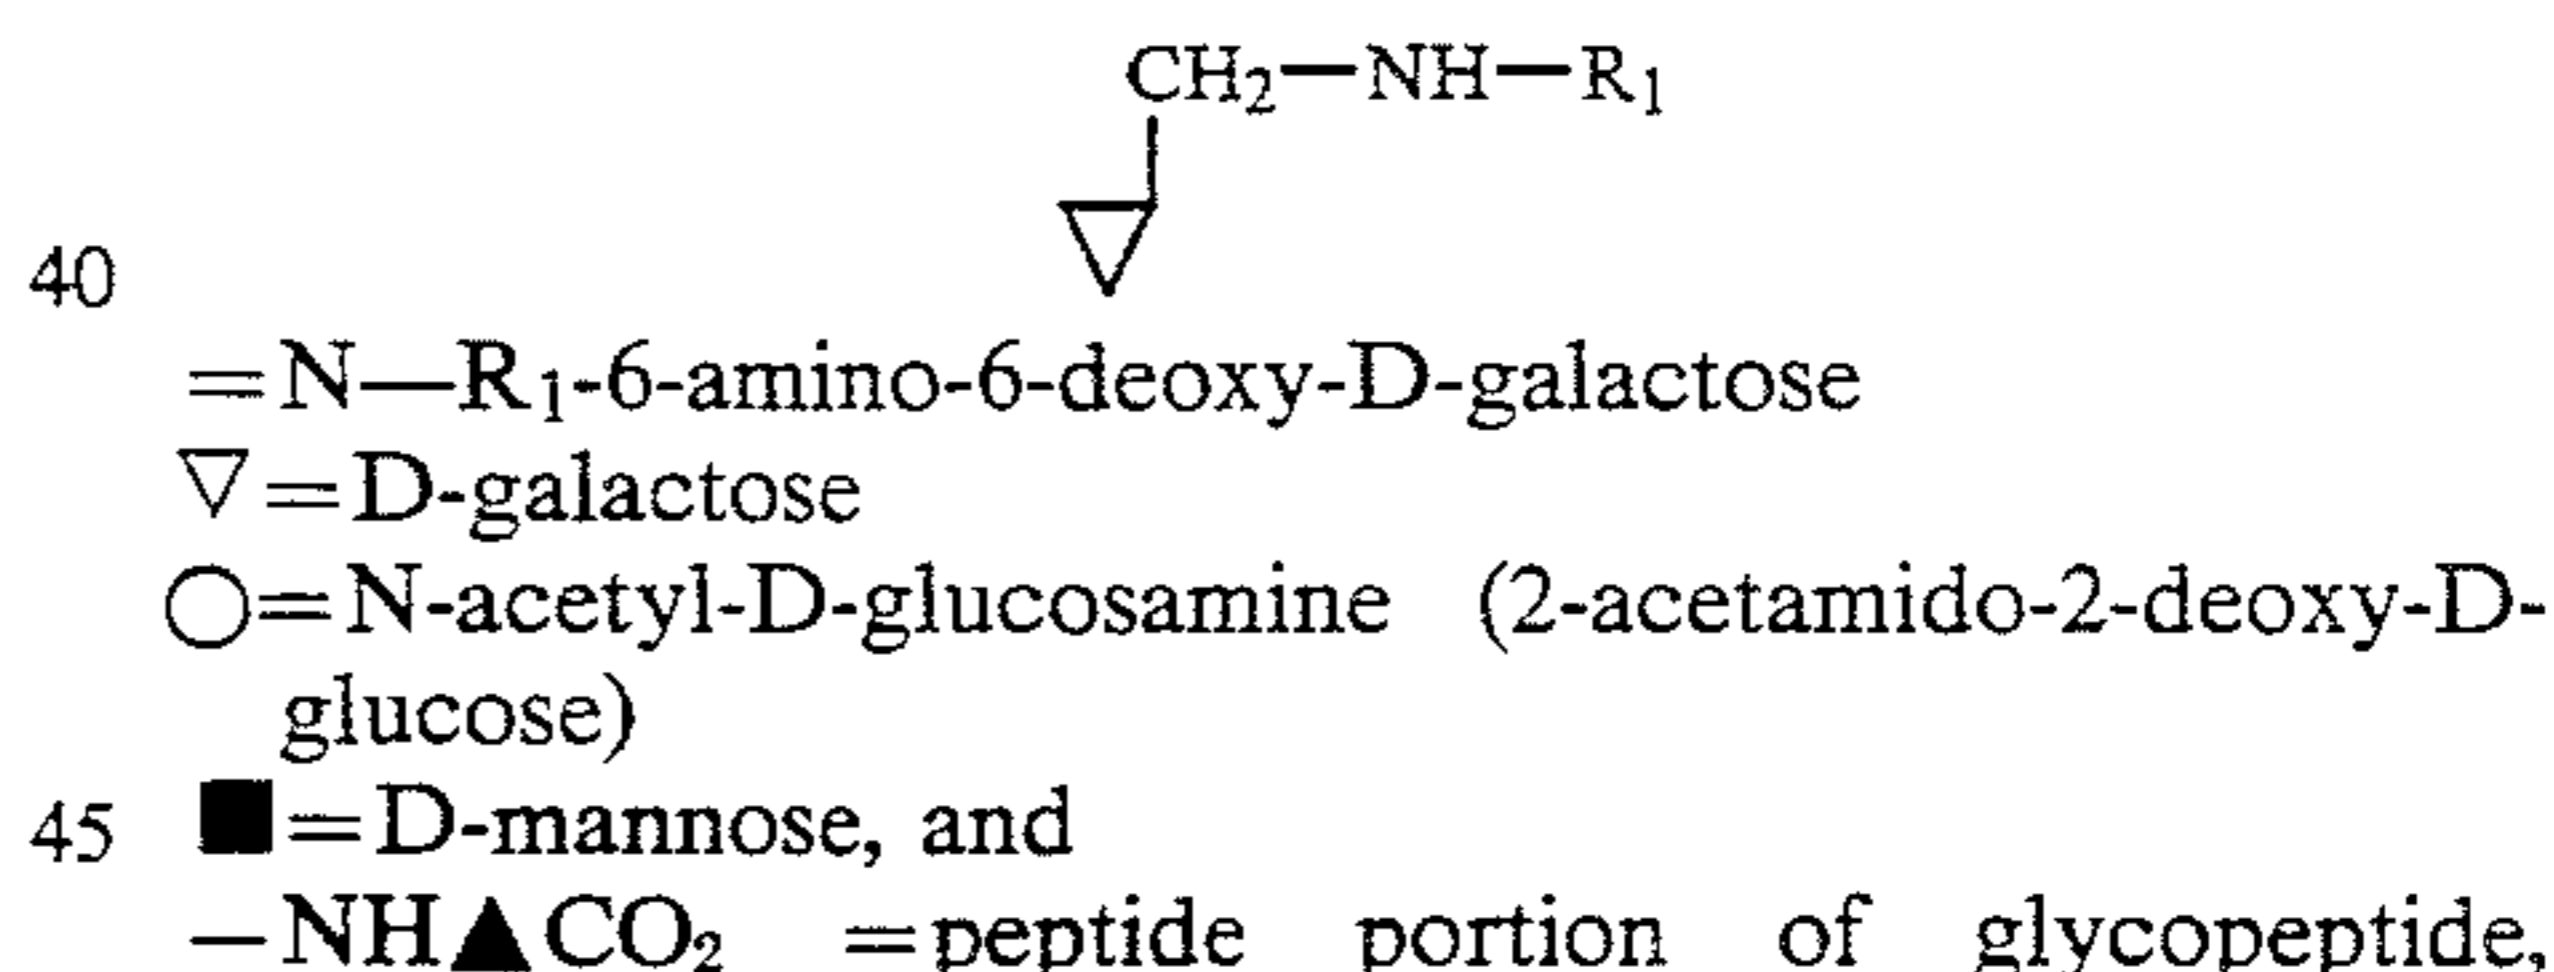 CH₂—NH—R₁
40
=N—R₁-6-amino-6-deoxy-D-galactose
▽=D-galactose
○=N-acetyl-D-glucosamine (2-acetamido-2-deoxy-D-
glucose)
45 ■=D-mannose, and
—NH▲CO₂ =peptide portion of glycopeptide,